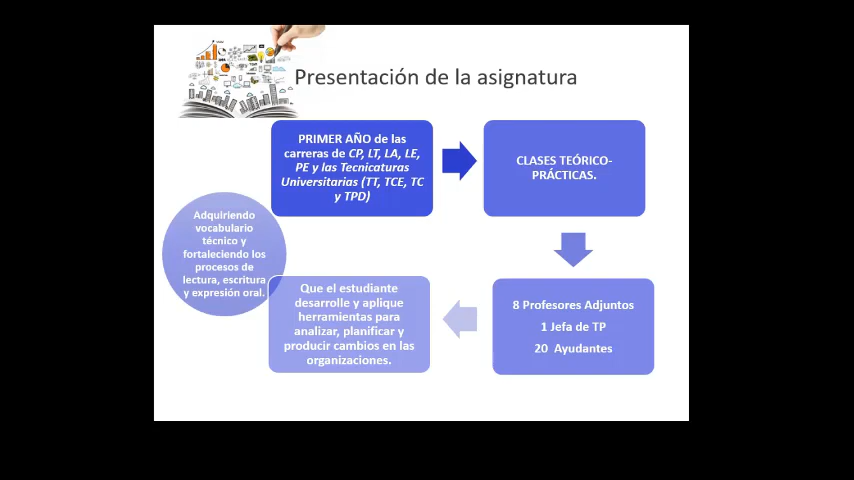 Presentación de la asignatura
PRIMER AÑO de las
carreras de CP, LT, LA, LE,
PE y las Tecnicaturas
Universitarias (TT, TCE, TC
y TPD)
CLASES TEÓRICO-
PRÁCTICAS.
8 Profesores Adjuntos
1 Jefa de TP
20 Ayudantes
Que el estudiante
desarrolle y aplique
herramientas para
analizar, planificar y
producir cambios en las
organizaciones.
Adquiriendo
vocabulario
técnico y
fortaleciendo los
procesos de
lectura, escritura
y expresión oral.